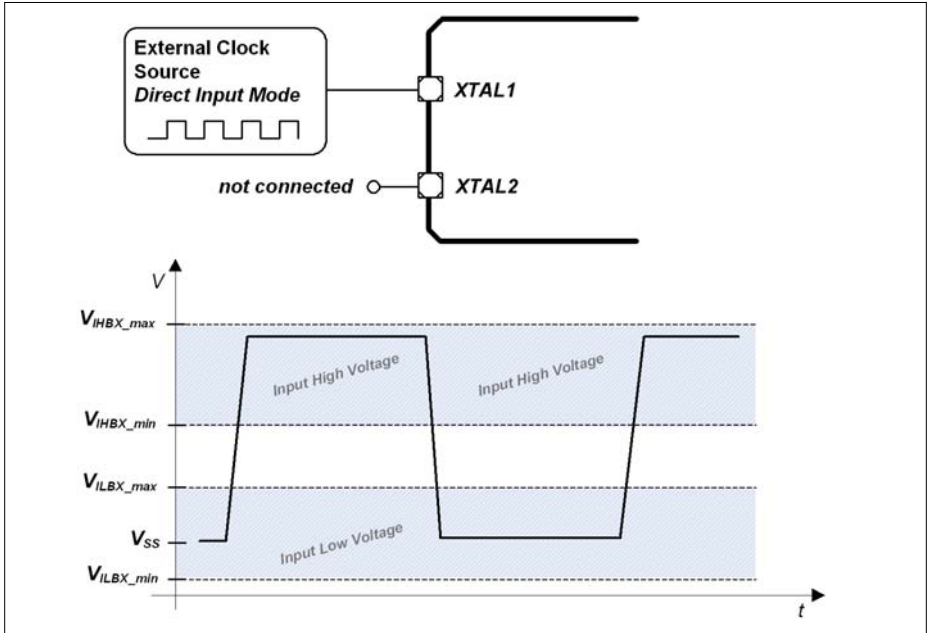 External Clock
Source
Direct Input Mode
XTAL1
not connected
XTAL2
V
VIHBX_max
Input High Voltage
Input High Voltage
VIHBX_min
VILBX_max
Input Low Voltage
VSS
VILBX_min
t